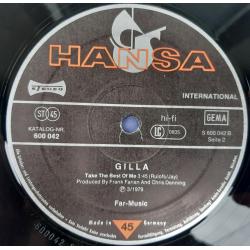 HANSA
stereo
INTERNATIONAL
ST 45
KATALOG-NR.
600 042
hi-fi
LC 0835
GEMA
S 600 042 B
Seite 2
GILLA
Take The Best Of Me 3:45 (Rulofs/Jay)
Produced By Frank Farian And Chris Denning
℗ 3/1979
Far-Music
Made in Germany
45